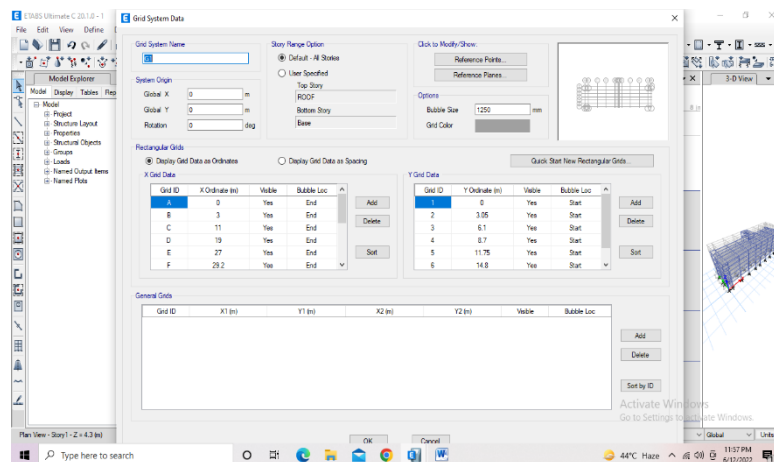 ETABS Ultimate C 20.1.0 - 1
Grid System Data
File Edit View Define
Model Explorer
Model Display Tables Rep
Model
Project
Structure Layout
Properties
Structural Objects
Groups
Loads
Named Output Items
Named Plots
Grid System Name
G1
System Origin
Global X 0 m
Global Y 0 m
Rotation 0 deg
Story Range Option
Default - All Stories
User Specified
Top Story
ROOF
Bottom Story
Base
Click to Modify/Show:
Reference Points...
Reference Planes...
Options
Bubble Size 1250 mm
Grid Color
3-D View
Rectangular Grids
Display Grid Data as Ordinates
Display Grid Data as Spacing
Quick Start New Rectangular Grids...
X Grid Data
Grid ID X Ordinate (m) Visible Bubble Loc
A 0 Yes End
B 3 Yes End
C 11 Yes End
D 19 Yes End
E 27 Yes End
F 29.2 Yes End
Add
Delete
Sort
Y Grid Data
Grid ID Y Ordinate (m) Visible Bubble Loc
1 0 Yes Start
2 3.05 Yes Start
3 6.1 Yes Start
4 8.7 Yes Start
5 11.75 Yes Start
6 14.8 Yes Start
Add
Delete
Sort
General Grids
Grid ID X1 (m) Y1 (m) X2 (m) Y2 (m) Visible Bubble Loc
Add
Delete
Sort by ID
Activate Windows
Go to Settings to activate Windows.
OK Cancel
Plan View - Story1 - Z = 4.3 (m)
Global
Units
Type here to search
44°C Haze
11:57 PM
6/12/2022